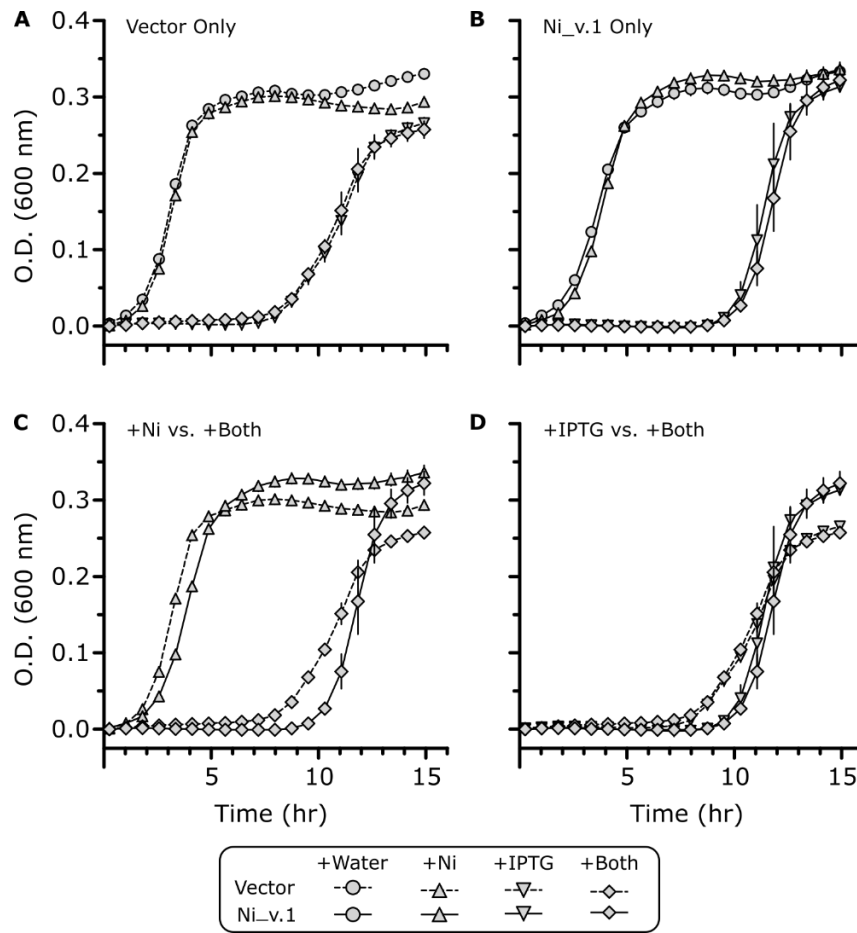 A Vector Only
B Ni_v.1 Only
O.D. (600 nm)
0.4
0.3
0.2
0.1
0.0
O.D. (600 nm)
C +Ni vs. +Both
D +IPTG vs. +Both
0.4
0.3
0.2
0.1
0.0
0 5 10 15
0 5 10 15
Time (hr)
Time (hr)
+Water +Ni +IPTG +Both
Vector
Ni_v.1